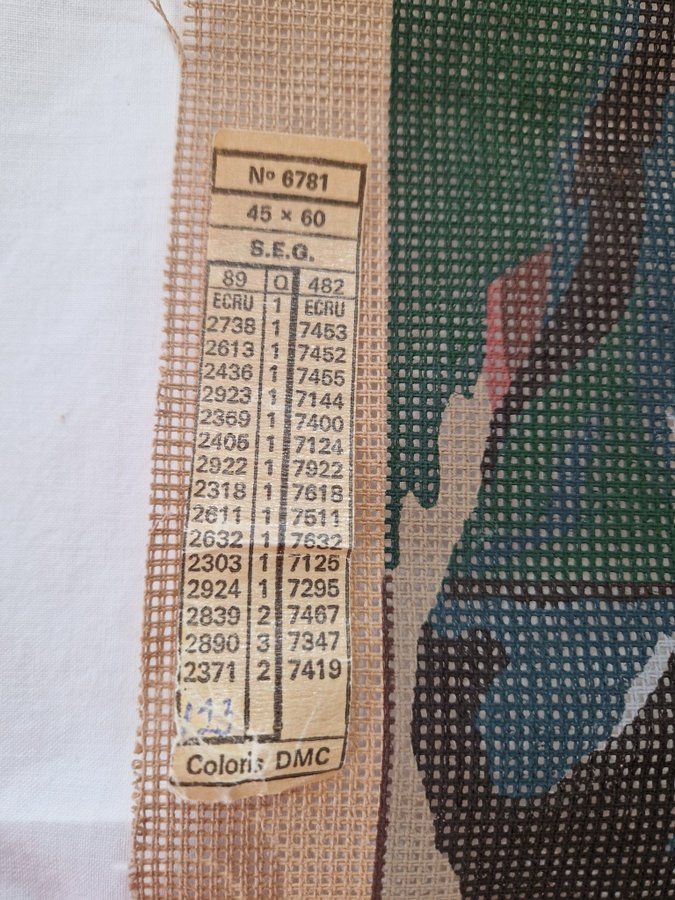 Nº 6781
45 × 60
S.E.G.
89 Q 482
ECRU 1 ECRU
2738 1 7453
2613 1 7452
2436 1 7455
2923 1 7144
2369 1 7400
2405 1 7124
2922 1 7922
2318 1 7618
2611 1 7511
2632 1 7632
2303 1 7125
2924 1 7295
2839 2 7467
2890 3 7347
2371 2 7419
Coloris DMC